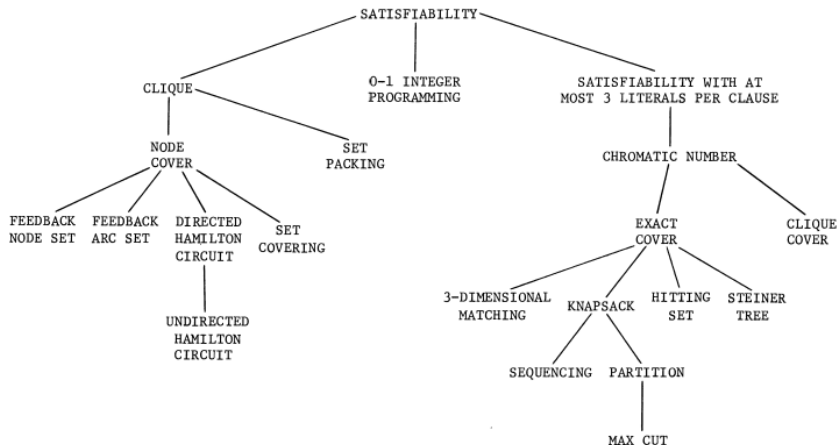 SATISFIABILITY
CLIQUE
0-1 INTEGER
PROGRAMMING
SATISFIABILITY WITH AT
MOST 3 LITERALS PER CLAUSE
NODE
COVER
SET
PACKING
CHROMATIC NUMBER
FEEDBACK
NODE SET
FEEDBACK
ARC SET
DIRECTED
HAMILTON
CIRCUIT
SET
COVERING
EXACT
COVER
CLIQUE
COVER
3-DIMENSIONAL
MATCHING
KNAPSACK
HITTING
SET
STEINER
TREE
UNDIRECTED
HAMILTON
CIRCUIT
SEQUENCING
PARTITION
MAX CUT